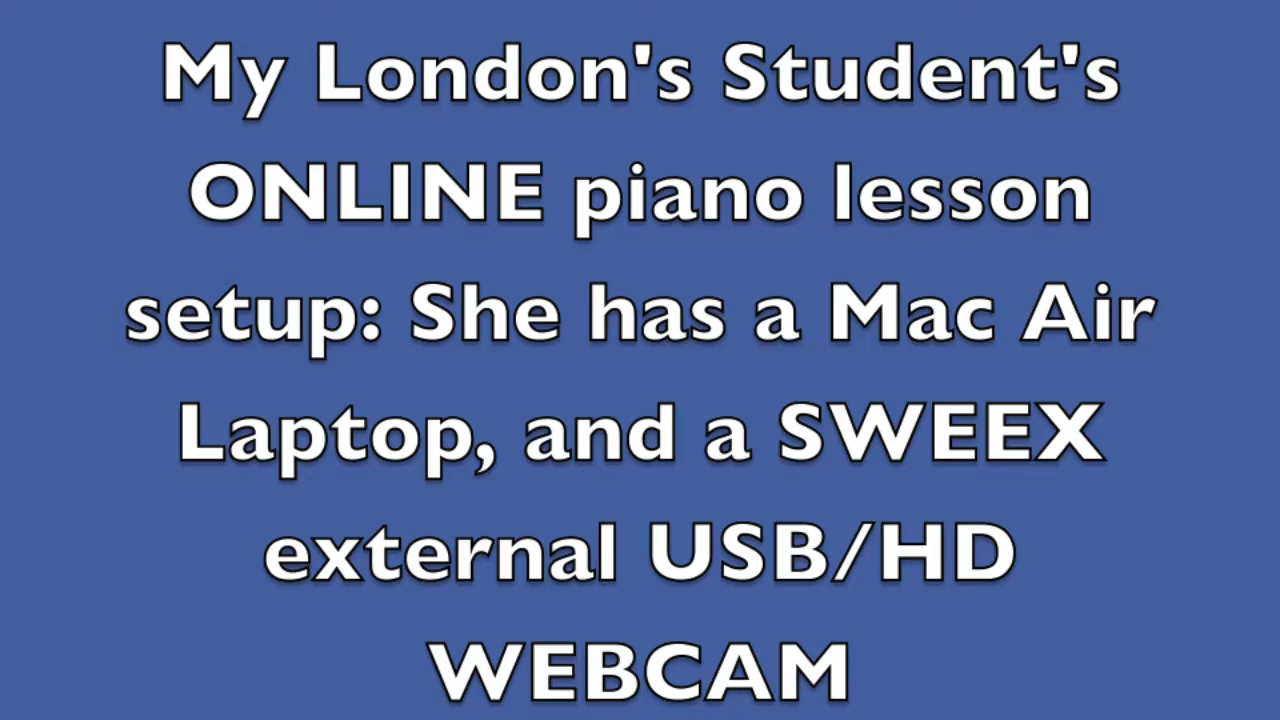 My London's Student's
ONLINE piano lesson
setup: She has a Mac Air
Laptop, and a SWEEX
external USB/HD
WEBCAM